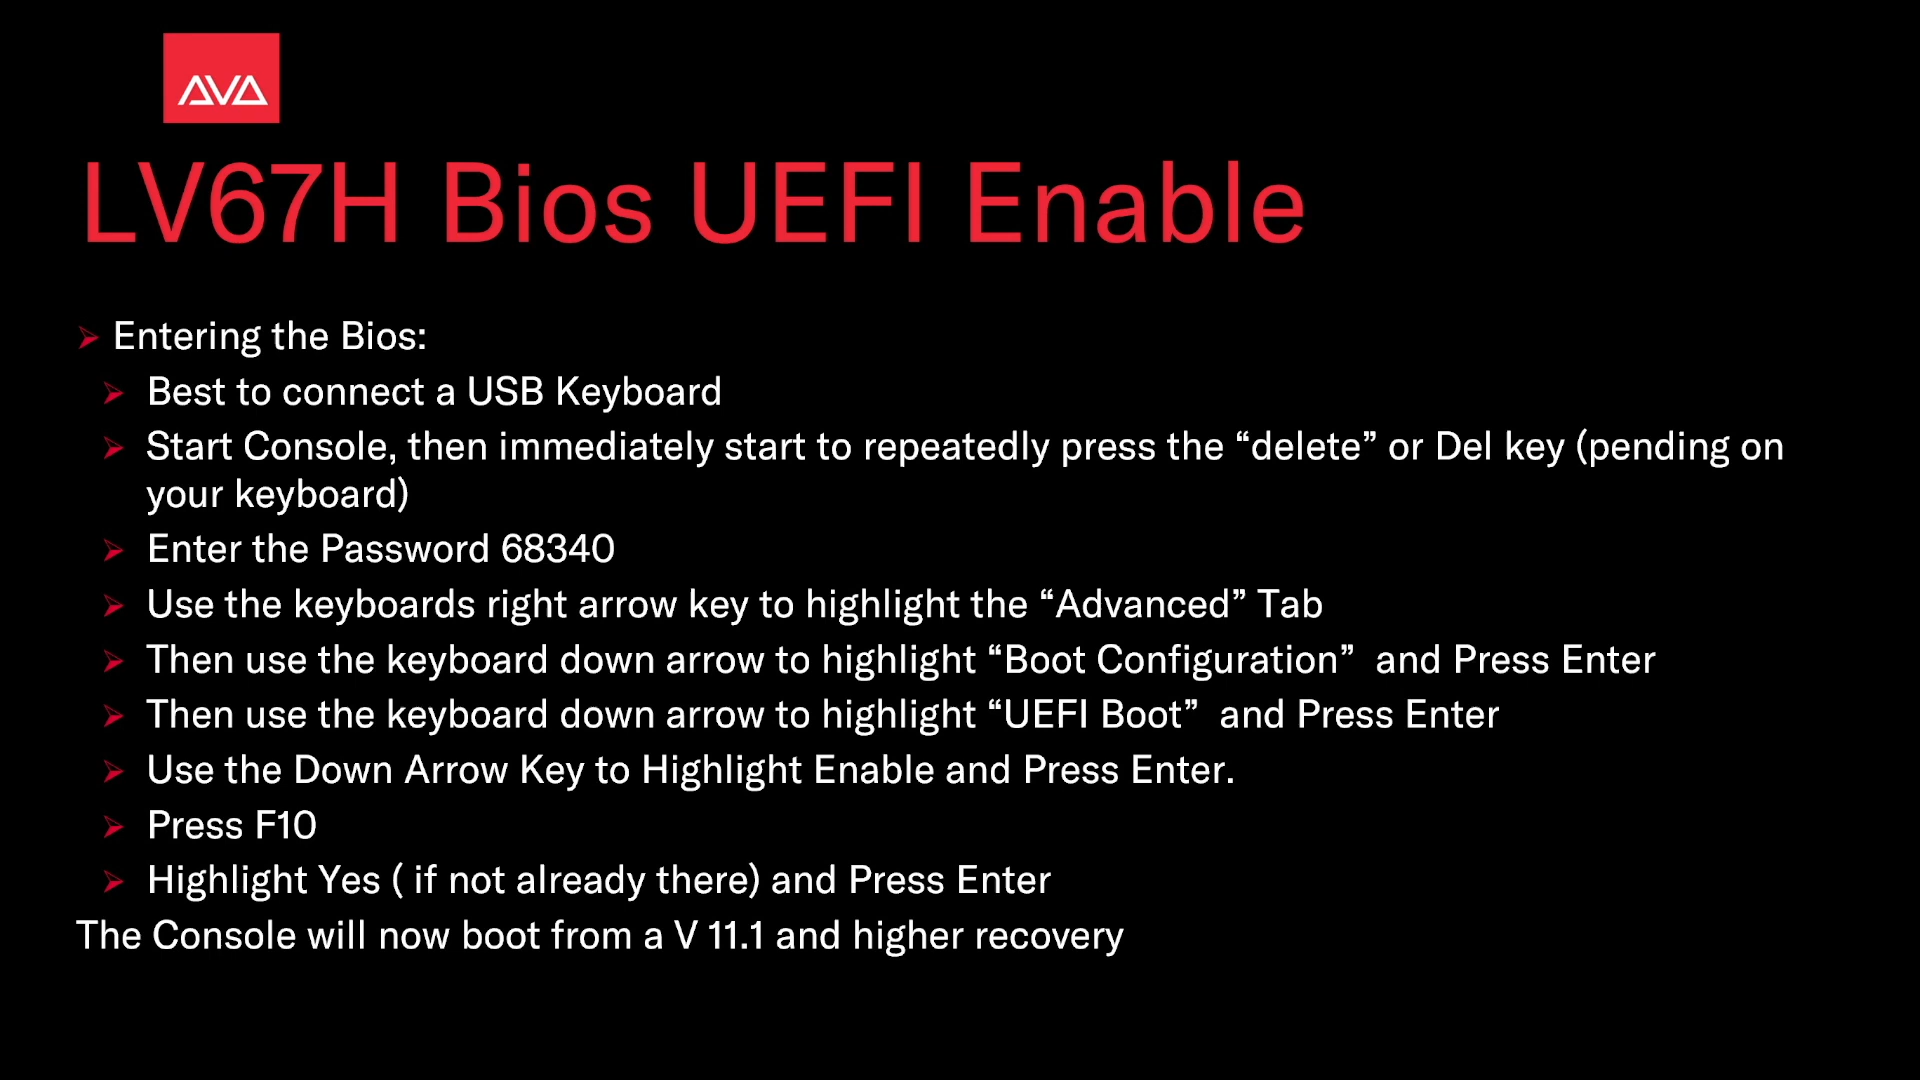 AVA
LV67H Bios UEFI Enable
Entering the Bios:
Best to connect a USB Keyboard
Start Console, then immediately start to repeatedly press the “delete” or Del key (pending on
your keyboard)
Enter the Password 68340
Use the keyboards right arrow key to highlight the “Advanced” Tab
Then use the keyboard down arrow to highlight “Boot Configuration”  and Press Enter
Then use the keyboard down arrow to highlight “UEFI Boot”  and Press Enter
Use the Down Arrow Key to Highlight Enable and Press Enter.
Press F10
Highlight Yes ( if not already there) and Press Enter
The Console will now boot from a V 11.1 and higher recovery